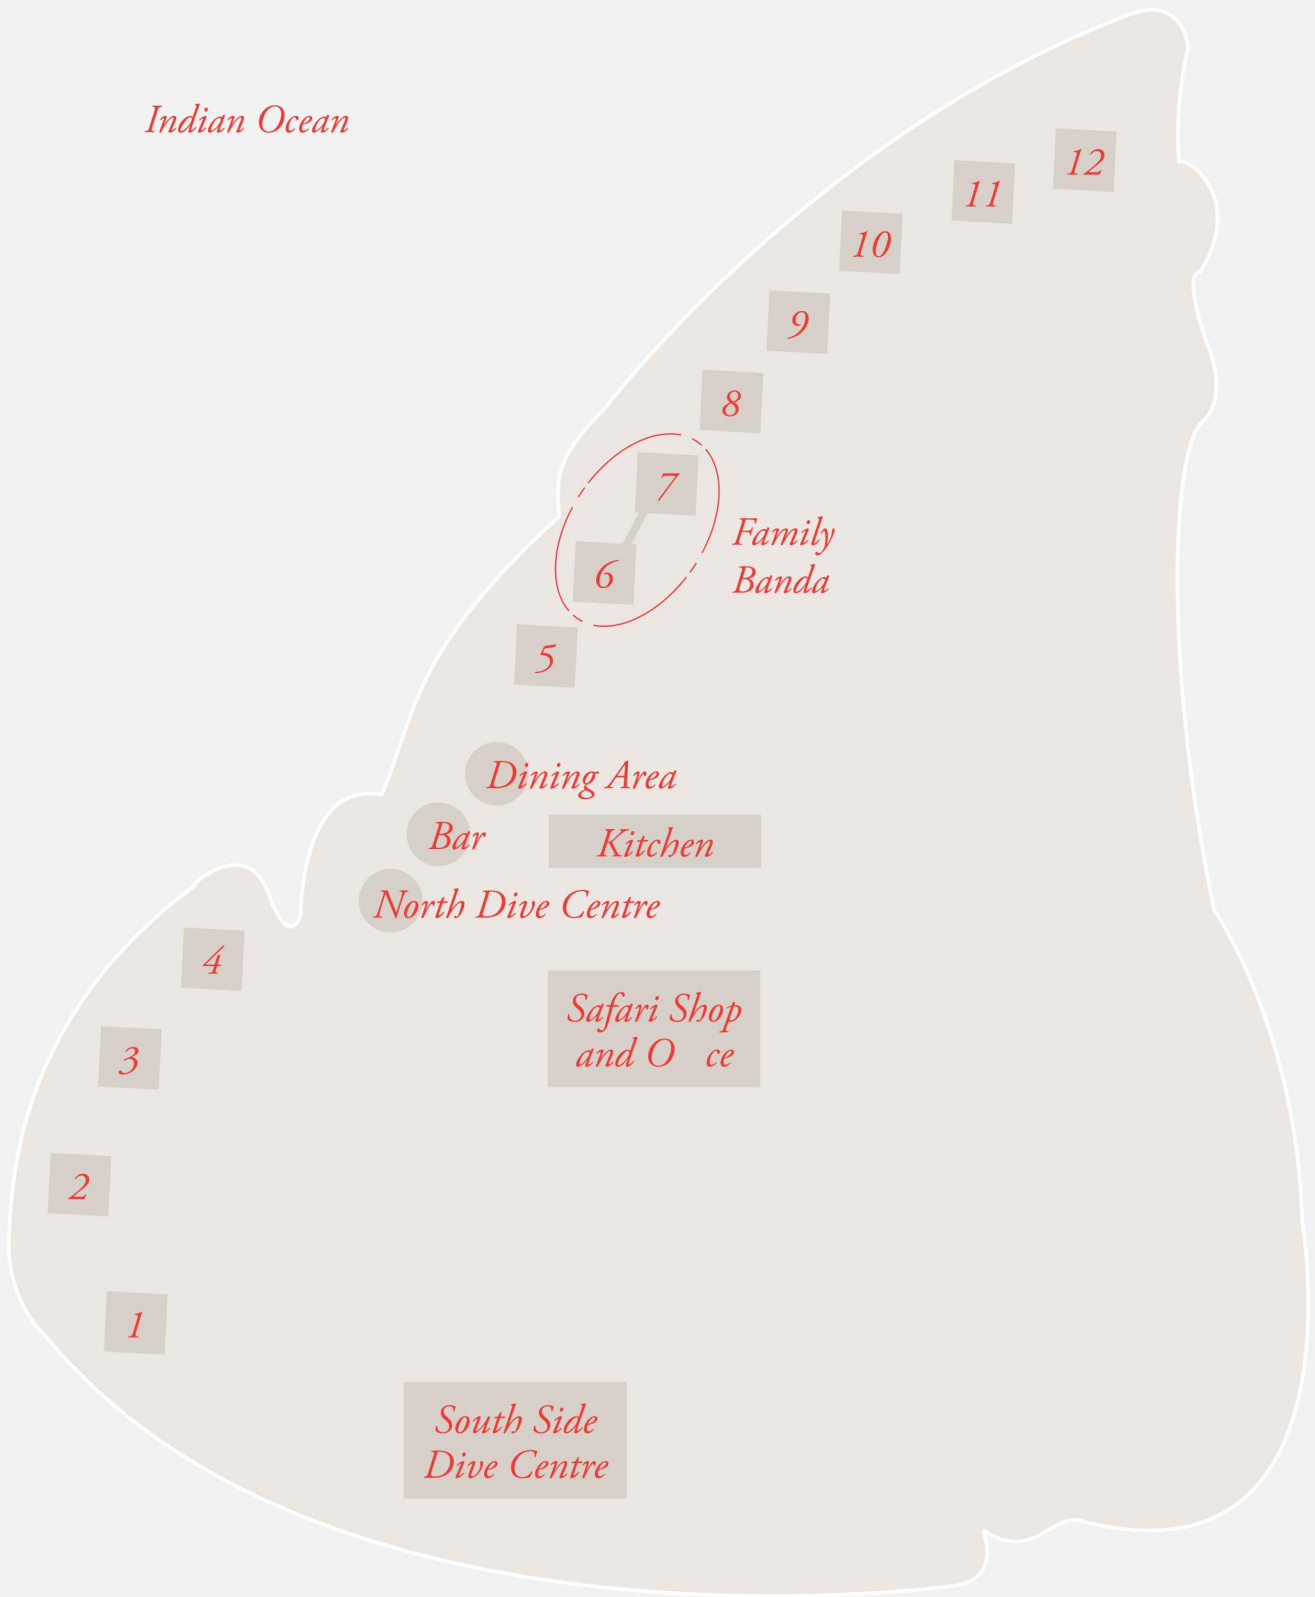 Indian Ocean
12
11
10
9
8
7
Family
Banda
6
5
Dining Area
Bar
Kitchen
North Dive Centre
4
Safari Shop
and O ce
3
2
1
South Side
Dive Centre